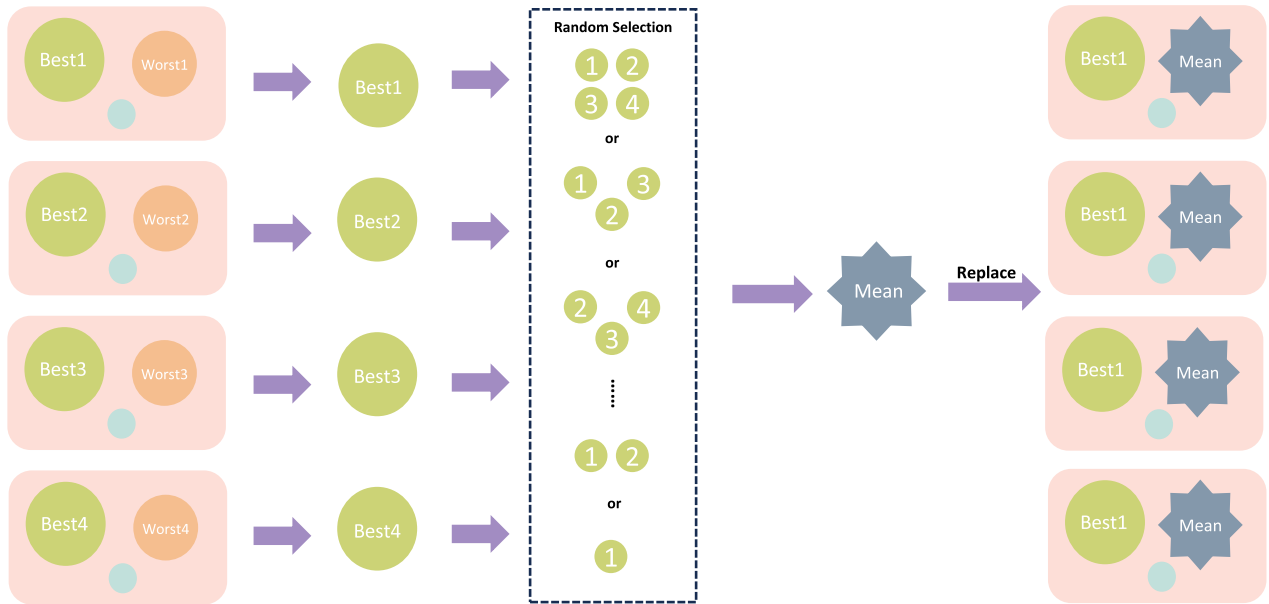 Best1
Worst1
Best2
Worst2
Best3
Worst3
Best4
Worst4
Best1
Best2
Best3
Best4
Random Selection
1 2
3 4
or
1 3
2
or
2 4
3
......
1 2
or
1
Mean
Replace
Best1
Mean
Best1
Mean
Best1
Mean
Best1
Mean